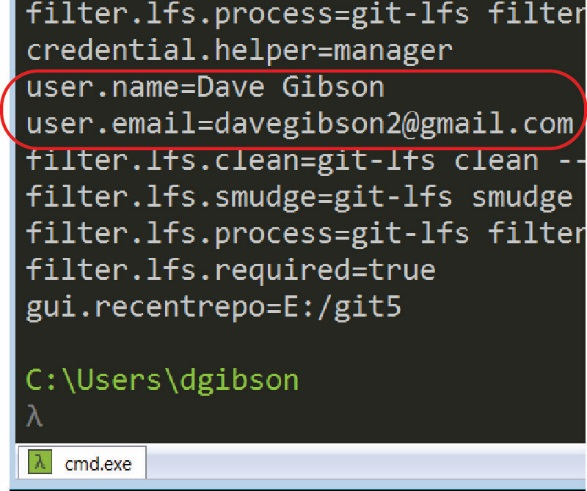 filter.lfs.process=git-lfs filter
credential.helper=manager
user.name=Dave Gibson
user.email=davegibson2@gmail.com
filter.lfs.clean=git-lfs clean --
filter.lfs.smudge=git-lfs smudge
filter.lfs.process=git-lfs filter
filter.lfs.required=true
gui.recentrepo=E:/git5
C:\Users\dgibson
λ
λ cmd.exe